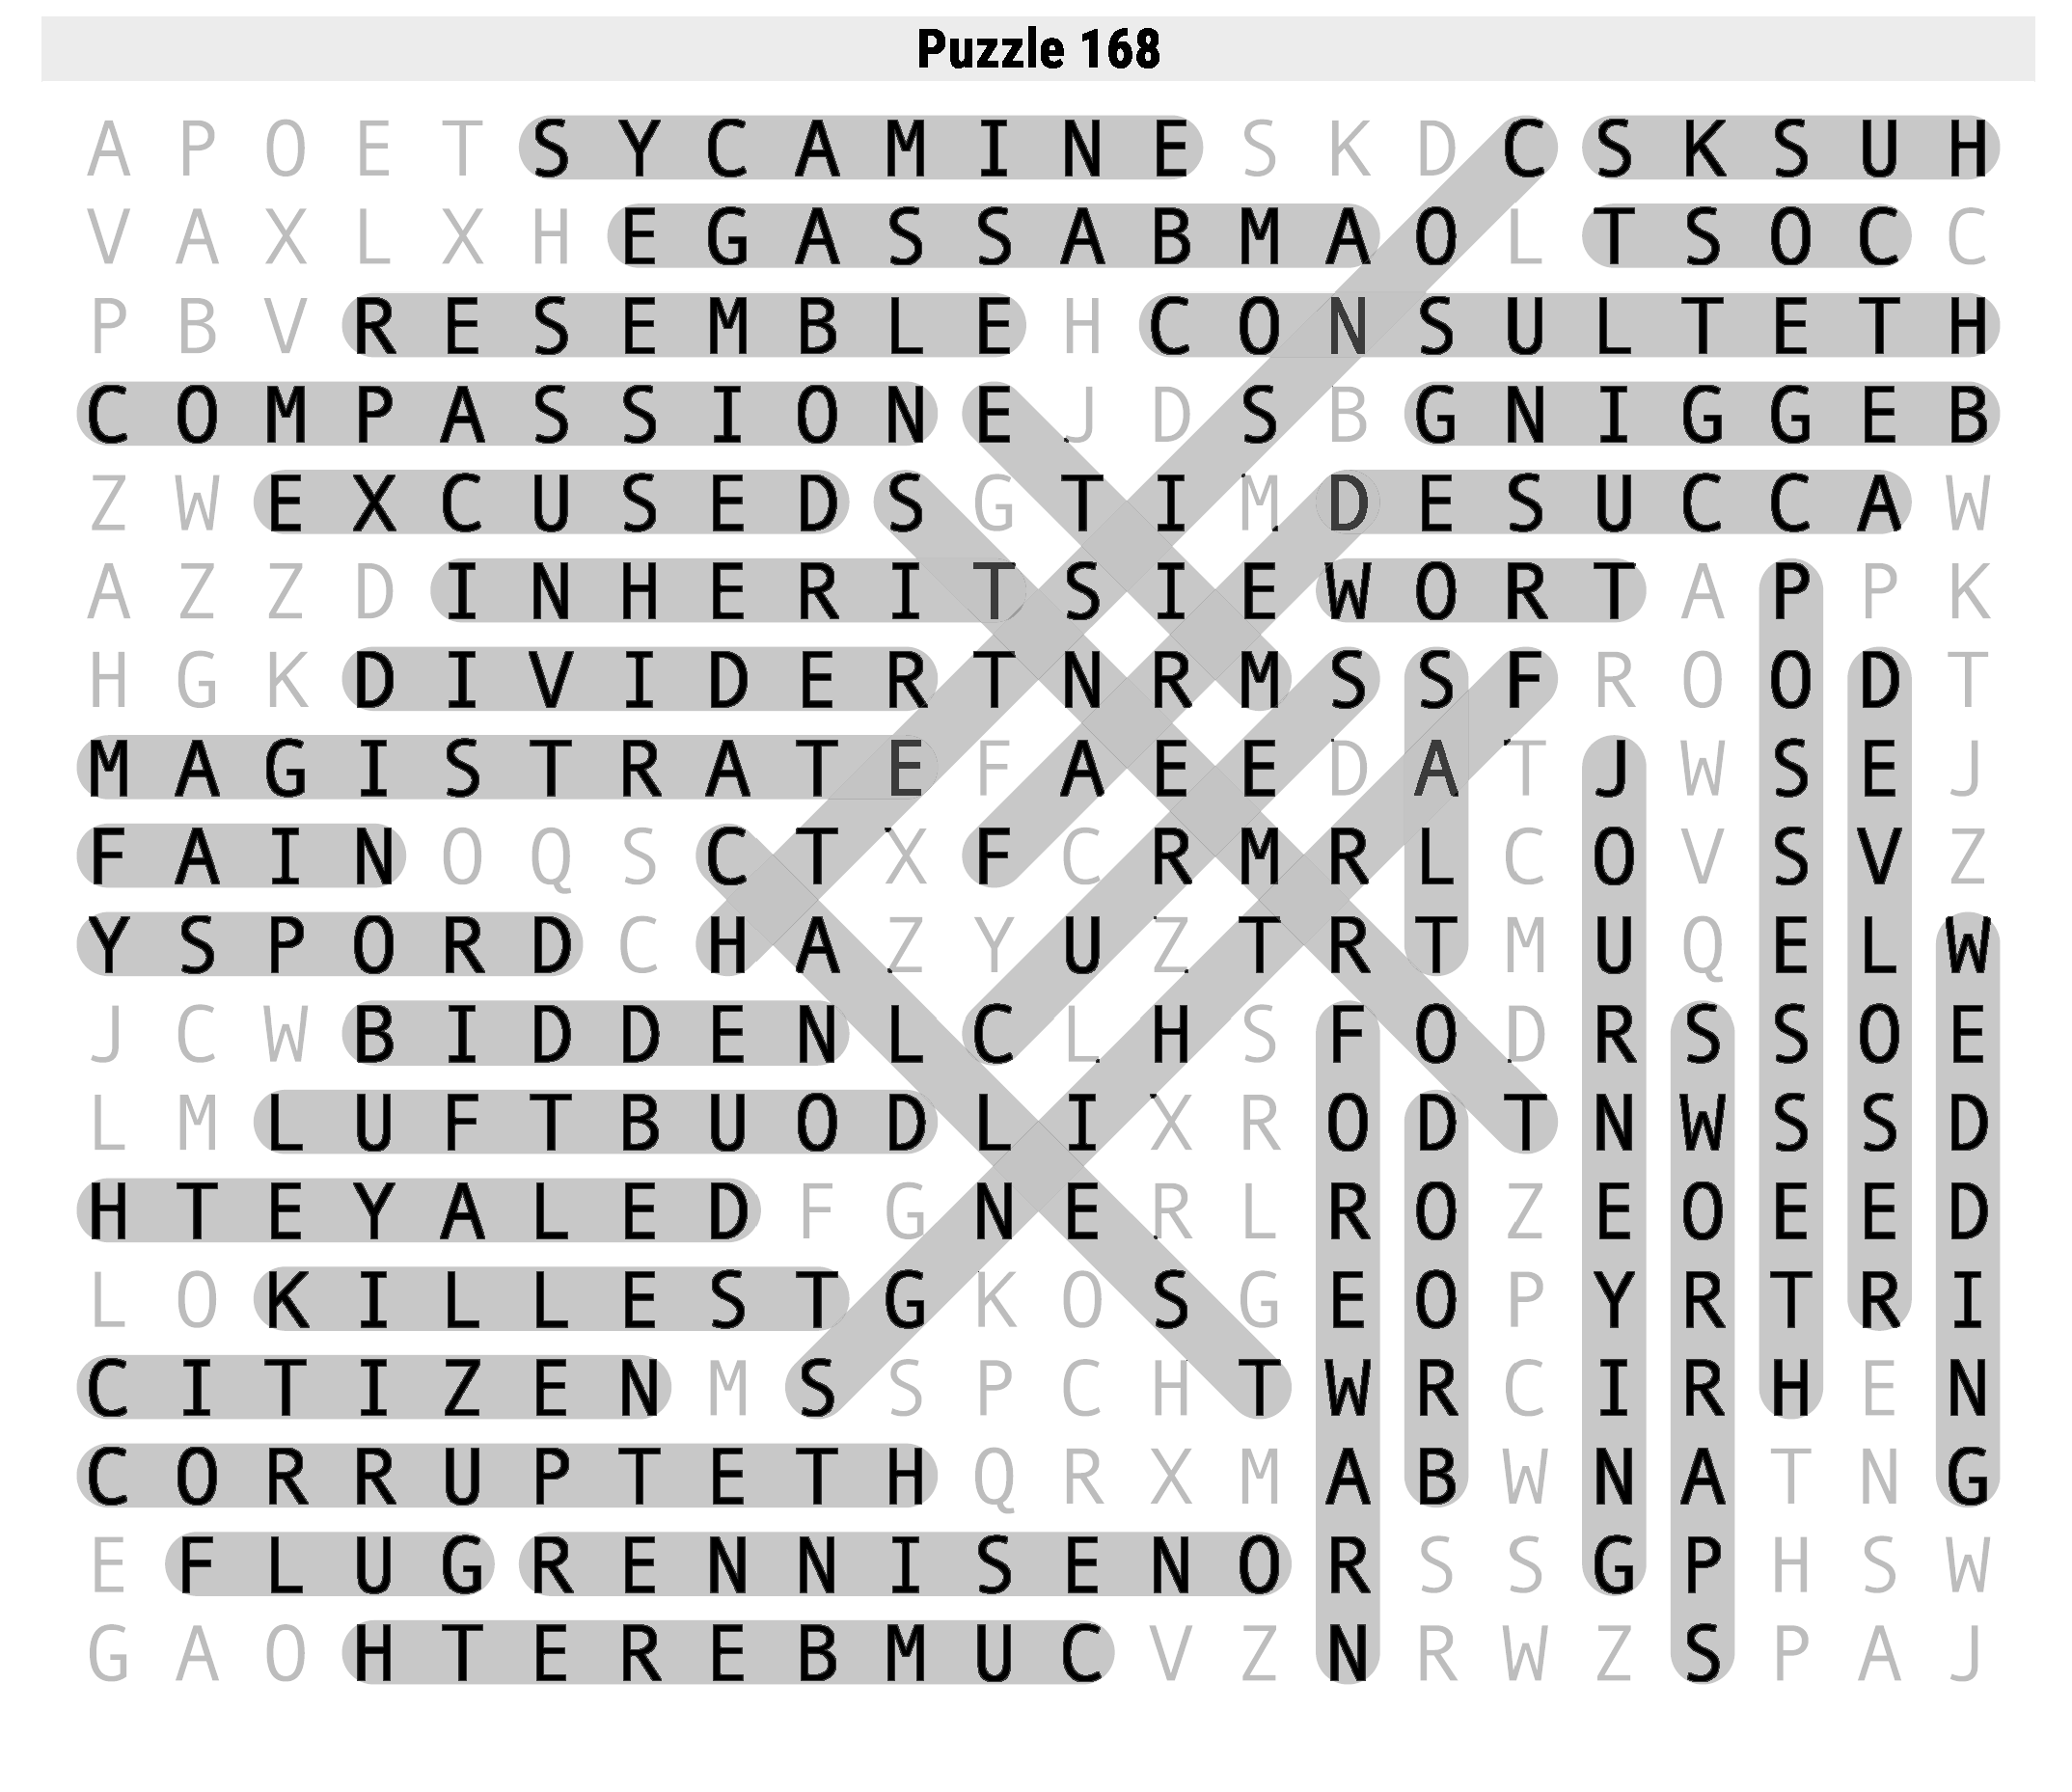 Puzzle 168
A P O E T S Y C A M I N E S K D C S K S U H
V A X L X H E G A S S A B M A O L T S O C C
P B V R E S E M B L E H C O N S U L T E T H
C O M P A S S I O N E J D S B G N I G G E B
Z W E X C U S E D S G T I M D E S U C C A W
A Z Z D I N H E R I T S I E W O R T A P P K
H G K D I V I D E R T N R M S S F R O O D T
M A G I S T R A T E F A E E D A T J W S E J
F A I N O Q S C T X F C R M R L C O V S V Z
Y S P O R D C H A Z Y U Z T R T M U Q E L W
J C W B I D D E N L C L H S F O D R S S O E
L M L U F T B U O D L I X R O D T N W S S D
H T E Y A L E D F G N E R L R O Z E O E E D
L O K I L L E S T G K O S G E O P Y R T R I
C I T I Z E N M S S P C H T W R C I R H E N
C O R R U P T E T H Q R X M A B W N A T N G
E F L U G R E N N I S E N O R S S G P H S W
G A O H T E R E B M U C V Z N R W Z S P A J